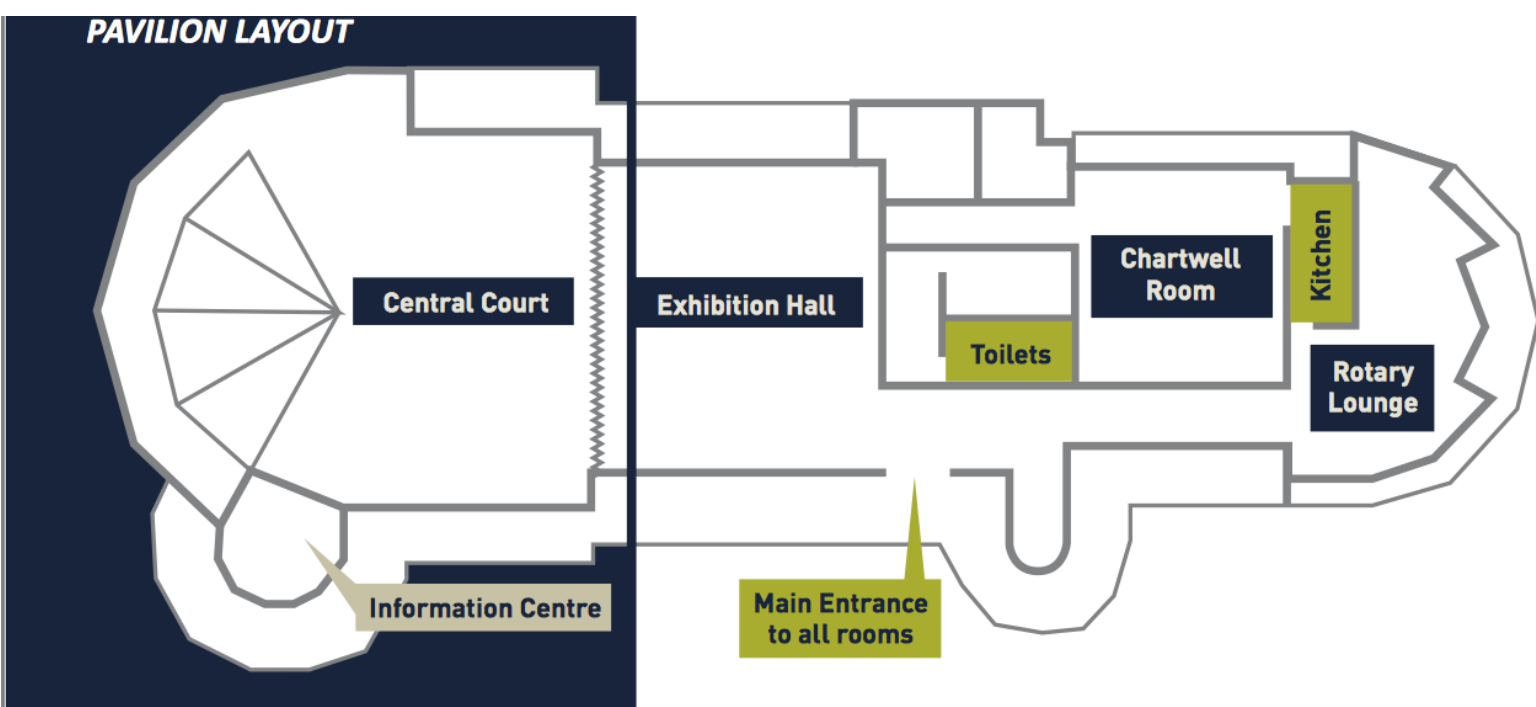 PAVILION LAYOUT
Central Court
Exhibition Hall
Chartwell
Room
Kitchen
Toilets
Rotary
Lounge
Information Centre
Main Entrance
to all rooms